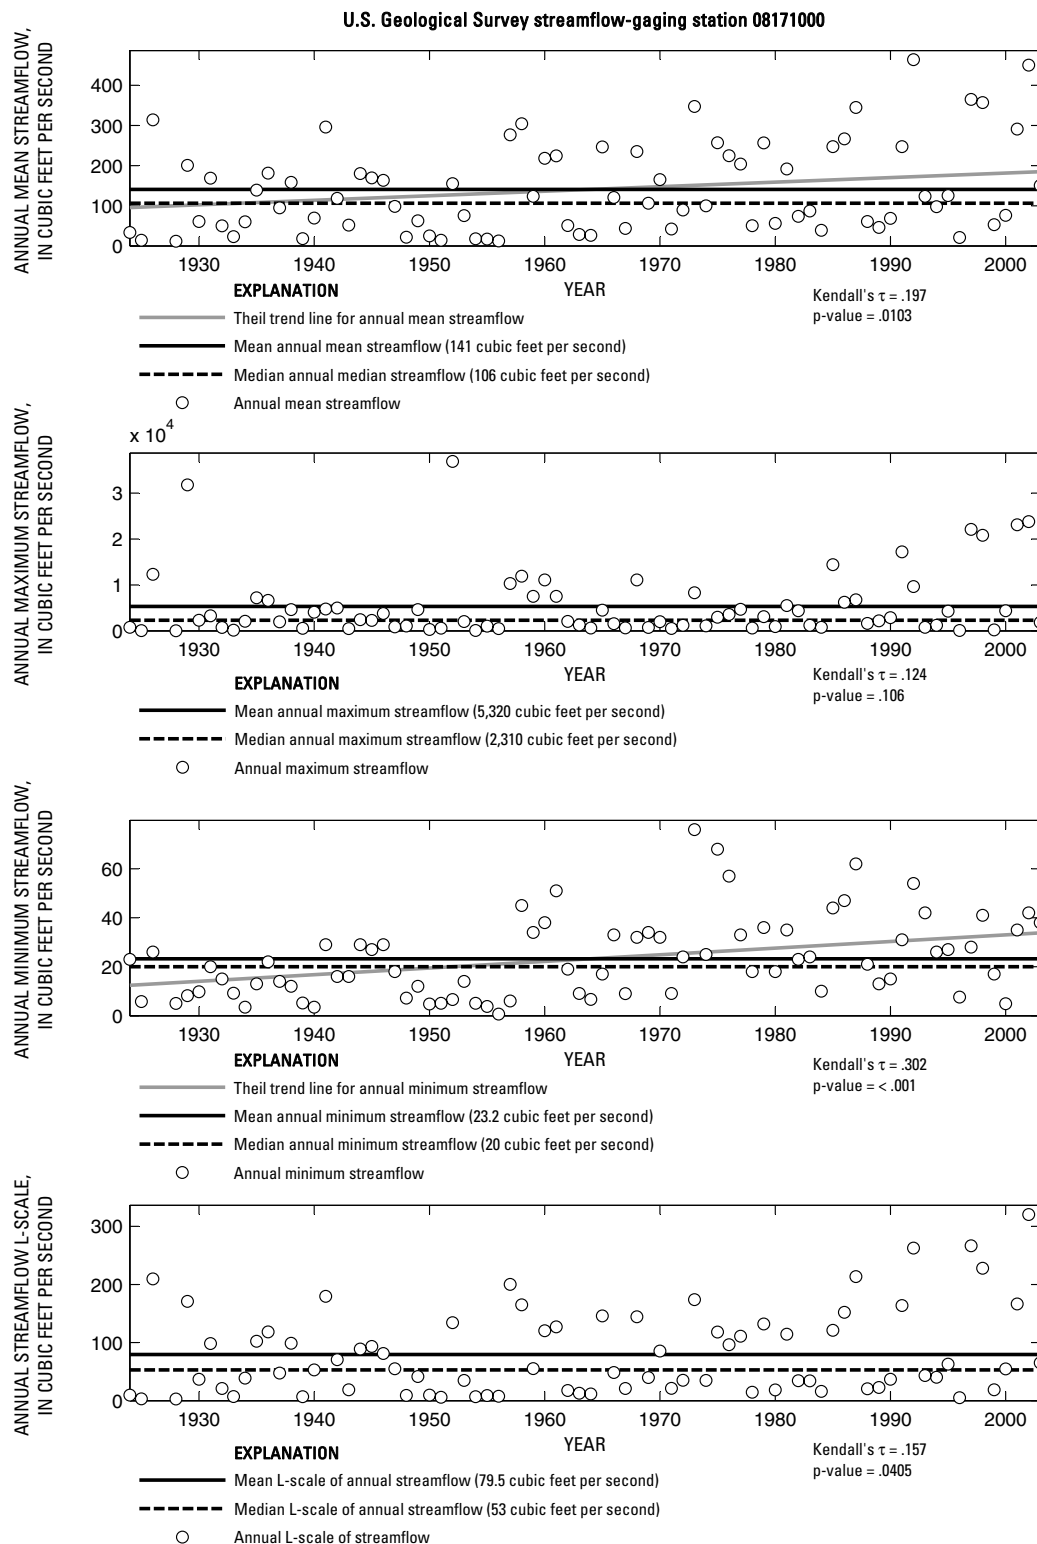 U.S. Geological Survey streamflow-gaging station 08171000
ANNUAL MEAN STREAMFLOW,
IN CUBIC FEET PER SECOND
400
300
200
100
0
1930 1940 1950 1960 1970 1980 1990 2000
YEAR
EXPLANATION
Theil trend line for annual mean streamflow
Mean annual mean streamflow (141 cubic feet per second)
Median annual median streamflow (106 cubic feet per second)
Annual mean streamflow
Kendall's τ = .197
p-value = .0103
ANNUAL MAXIMUM STREAMFLOW,
IN CUBIC FEET PER SECOND
x 10^4
3
2
1
0
1930 1940 1950 1960 1970 1980 1990 2000
YEAR
EXPLANATION
Mean annual maximum streamflow (5,320 cubic feet per second)
Median annual maximum streamflow (2,310 cubic feet per second)
Annual maximum streamflow
Kendall's τ = .124
p-value = .106
ANNUAL MINIMUM STREAMFLOW,
IN CUBIC FEET PER SECOND
60
40
20
0
1930 1940 1950 1960 1970 1980 1990 2000
YEAR
EXPLANATION
Theil trend line for annual minimum streamflow
Mean annual minimum streamflow (23.2 cubic feet per second)
Median annual minimum streamflow (20 cubic feet per second)
Annual minimum streamflow
Kendall's τ = .302
p-value = < .001
ANNUAL STREAMFLOW L-SCALE,
IN CUBIC FEET PER SECOND
300
200
100
0
1930 1940 1950 1960 1970 1980 1990 2000
YEAR
EXPLANATION
Mean L-scale of annual streamflow (79.5 cubic feet per second)
Median L-scale of annual streamflow (53 cubic feet per second)
Annual L-scale of streamflow
Kendall's τ = .157
p-value = .0405